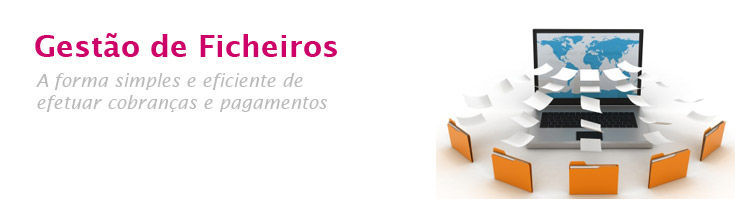 Gestão de Ficheiros
A forma simples e eficiente de
efetuar cobranças e pagamentos